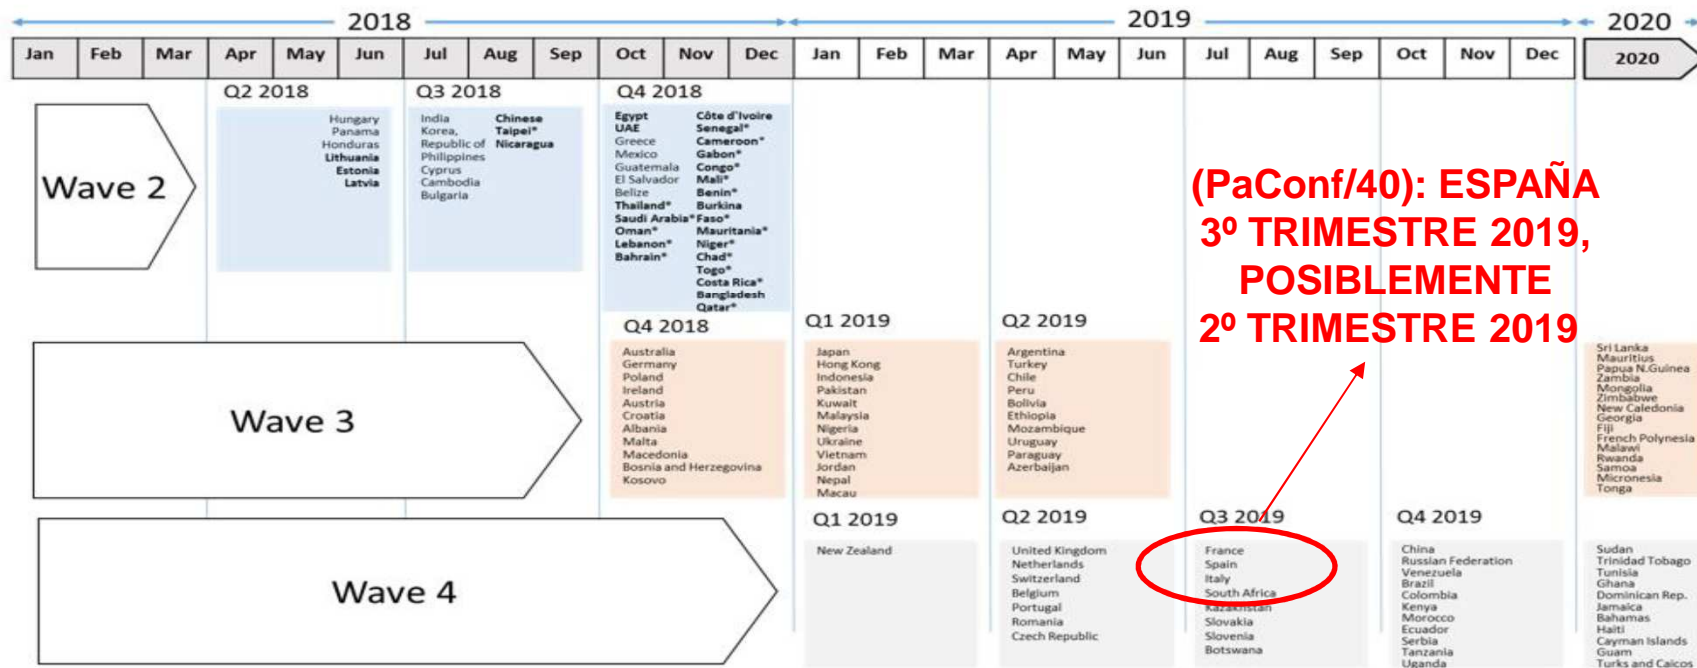 2018
2019
2020
Jan Feb Mar Apr May Jun Jul Aug Sep Oct Nov Dec Jan Feb Mar Apr May Jun Jul Aug Sep Oct Nov Dec 2020
Wave 2
Q2 2018
Hungary
Panama
Honduras
Lithuania
Estonia
Latvia
Q3 2018
India
Korea,
Republic of
Philippines
Cyprus
Cambodia
Bulgaria
Chinese
Taipei*
Nicaragua
Q4 2018
Egypt
UAE
Greece
Mexico
Guatemala
El Salvador
Belize
Thailand*
Saudi Arabia*
Oman*
Lebanon*
Bahrain*
Côte d'Ivoire
Senegal*
Cameroon*
Gabon*
Congo*
Mali*
Benin*
Burkina
Faso*
Mauritania*
Niger*
Chad*
Togo*
Costa Rica*
Bangladesh
Qatar*
(PaConf/40): ESPAÑA
3º TRIMESTRE 2019,
POSIBLEMENTE
2º TRIMESTRE 2019
Wave 3
Q4 2018
Australia
Germany
Poland
Ireland
Austria
Croatia
Albania
Malta
Macedonia
Bosnia and Herzegovina
Kosovo
Q1 2019
Japan
Hong Kong
Indonesia
Pakistan
Kuwait
Malaysia
Nigeria
Ukraine
Vietnam
Jordan
Nepal
Macau
Q2 2019
Argentina
Turkey
Chile
Peru
Bolivia
Ethiopia
Mozambique
Uruguay
Paraguay
Azerbaijan
Sri Lanka
Mauritius
Papua N.Guinea
Zambia
Mongolia
Zimbabwe
New Caledonia
Georgia
Fiji
French Polynesia
Malawi
Rwanda
Samoa
Micronesia
Tonga
Wave 4
Q1 2019
New Zealand
Q2 2019
United Kingdom
Netherlands
Switzerland
Belgium
Portugal
Romania
Czech Republic
Q3 2019
France
Spain
Italy
South Africa
Kazakhstan
Slovakia
Slovenia
Botswana
Q4 2019
China
Russian Federation
Venezuela
Brazil
Colombia
Kenya
Morocco
Ecuador
Serbia
Tanzania
Uganda
Sudan
Trinidad Tobago
Tunisia
Ghana
Dominican Rep.
Jamaica
Bahamas
Haiti
Cayman Islands
Guam
Turks and Caicos